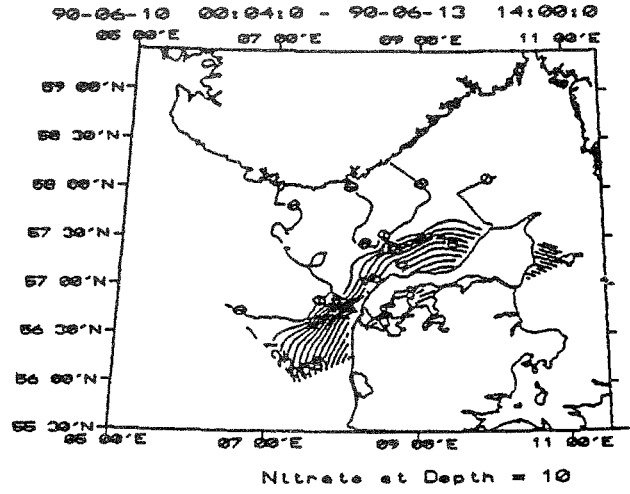 90-06-10 00:04:0 - 90-06-13 14:00:0
05 00'E 07 00'E 09 00'E 11 00'E
59 00'N
58 30'N
58 00'N
57 30'N
57 00'N
56 30'N
56 00'N
55 30'N
05 00'E 07 00'E 09 00'E 11 00'E
Nitrate at Depth = 10